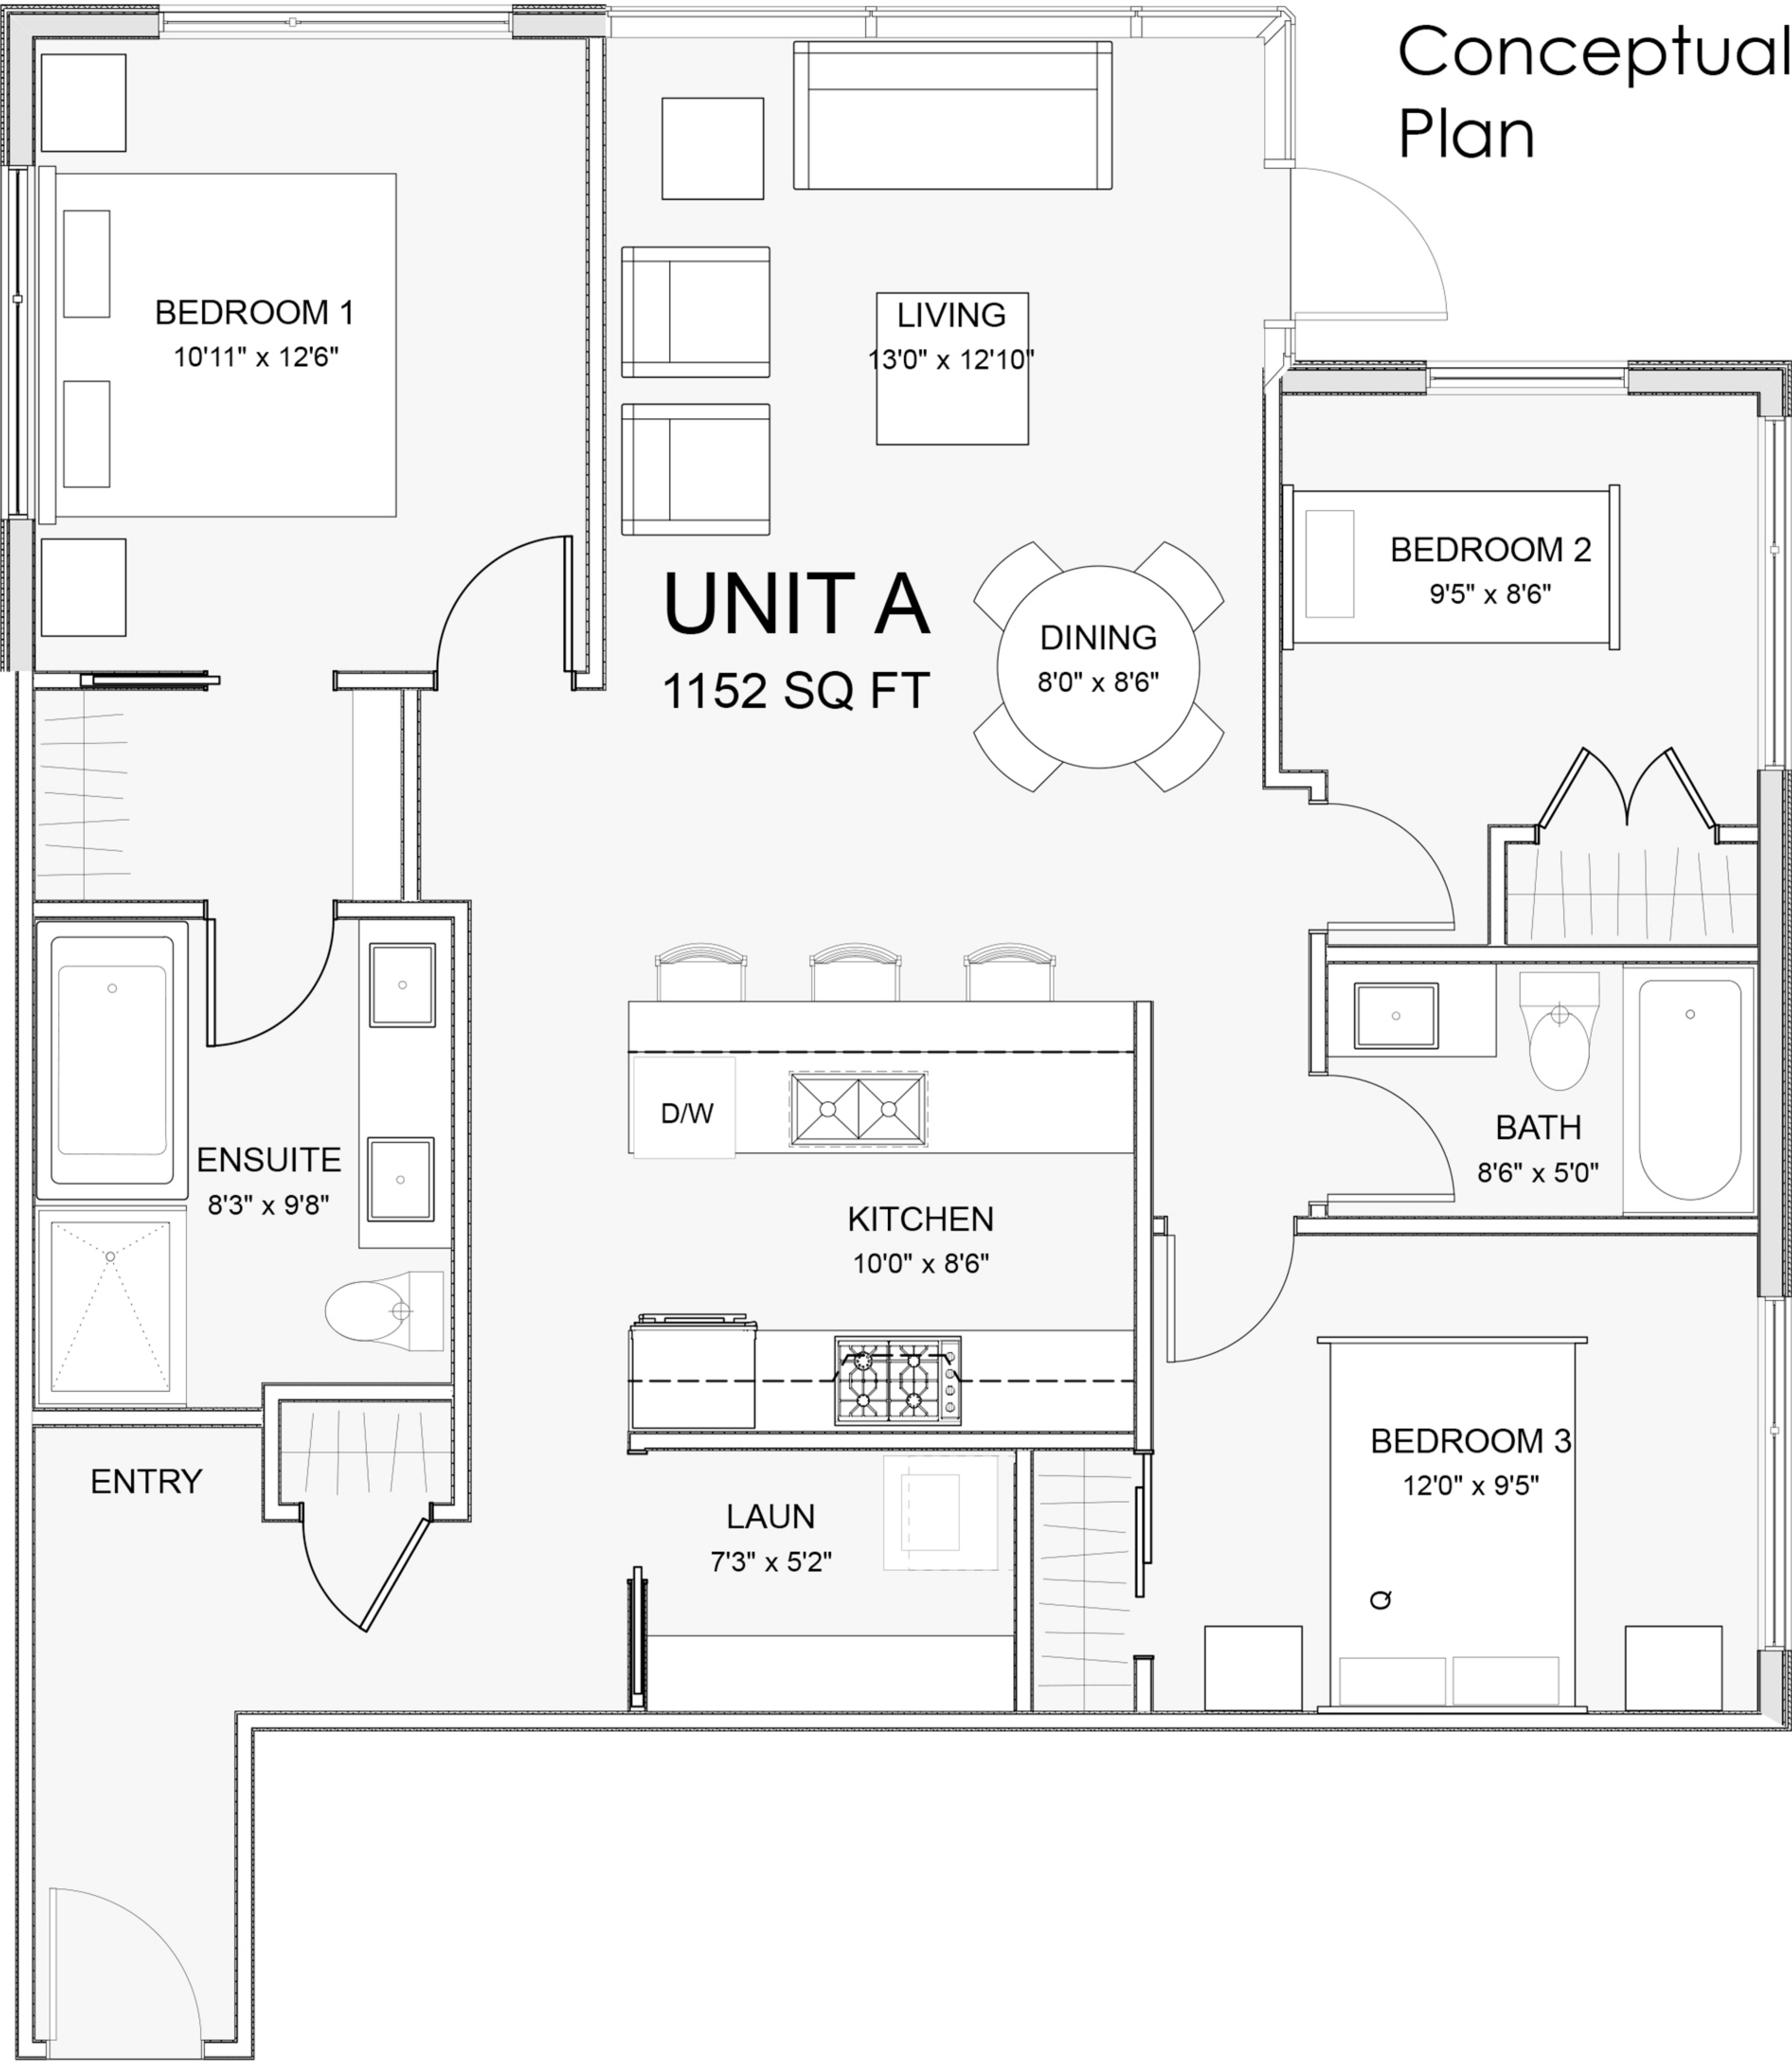 Conceptual
Plan
BEDROOM 1
10'11" x 12'6"
LIVING
13'0" x 12'10"
BEDROOM 2
9'5" x 8'6"
UNIT A
1152 SQ FT
DINING
8'0" x 8'6"
D/W
BATH
8'6" x 5'0"
ENSUITE
8'3" x 9'8"
KITCHEN
10'0" x 8'6"
BEDROOM 3
12'0" x 9'5"
Q
ENTRY
LAUN
7'3" x 5'2"